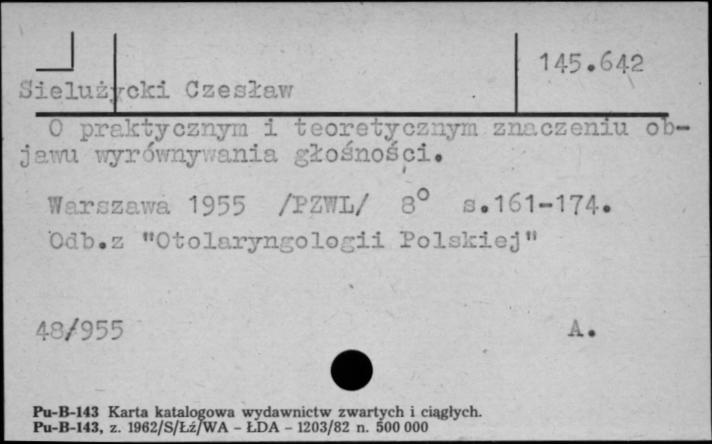 145.642
Sielużycki Czesław
O praktycznym i teoretycznym znaczeniu ob-
jawu wyrównywania głośności.
Warszawa 1955 /PZWL/ 8° s.161-174.
Odb.z "Otolaryngologii Polskiej"
48/955 A.
Pu-B-143 Karta katalogowa wydawnictw zwartych i ciągłych.
Pu-B-143, z. 1962/S/Łź/WA - ŁDA - 1203/82 n. 500 000